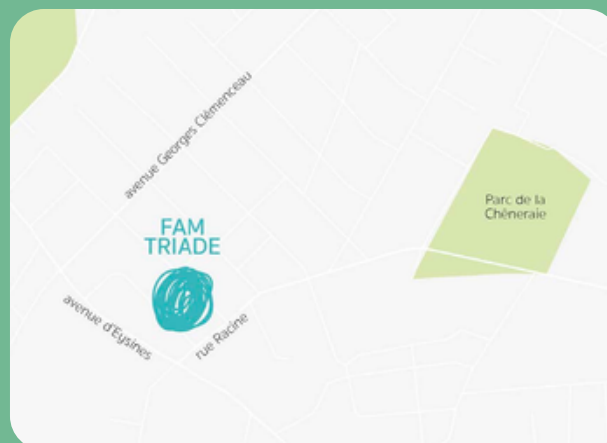 avenue Georges Clémenceau
Parc de la
Chêneraie
FAM
TRIADE
avenue d'Eysines
rue Racine